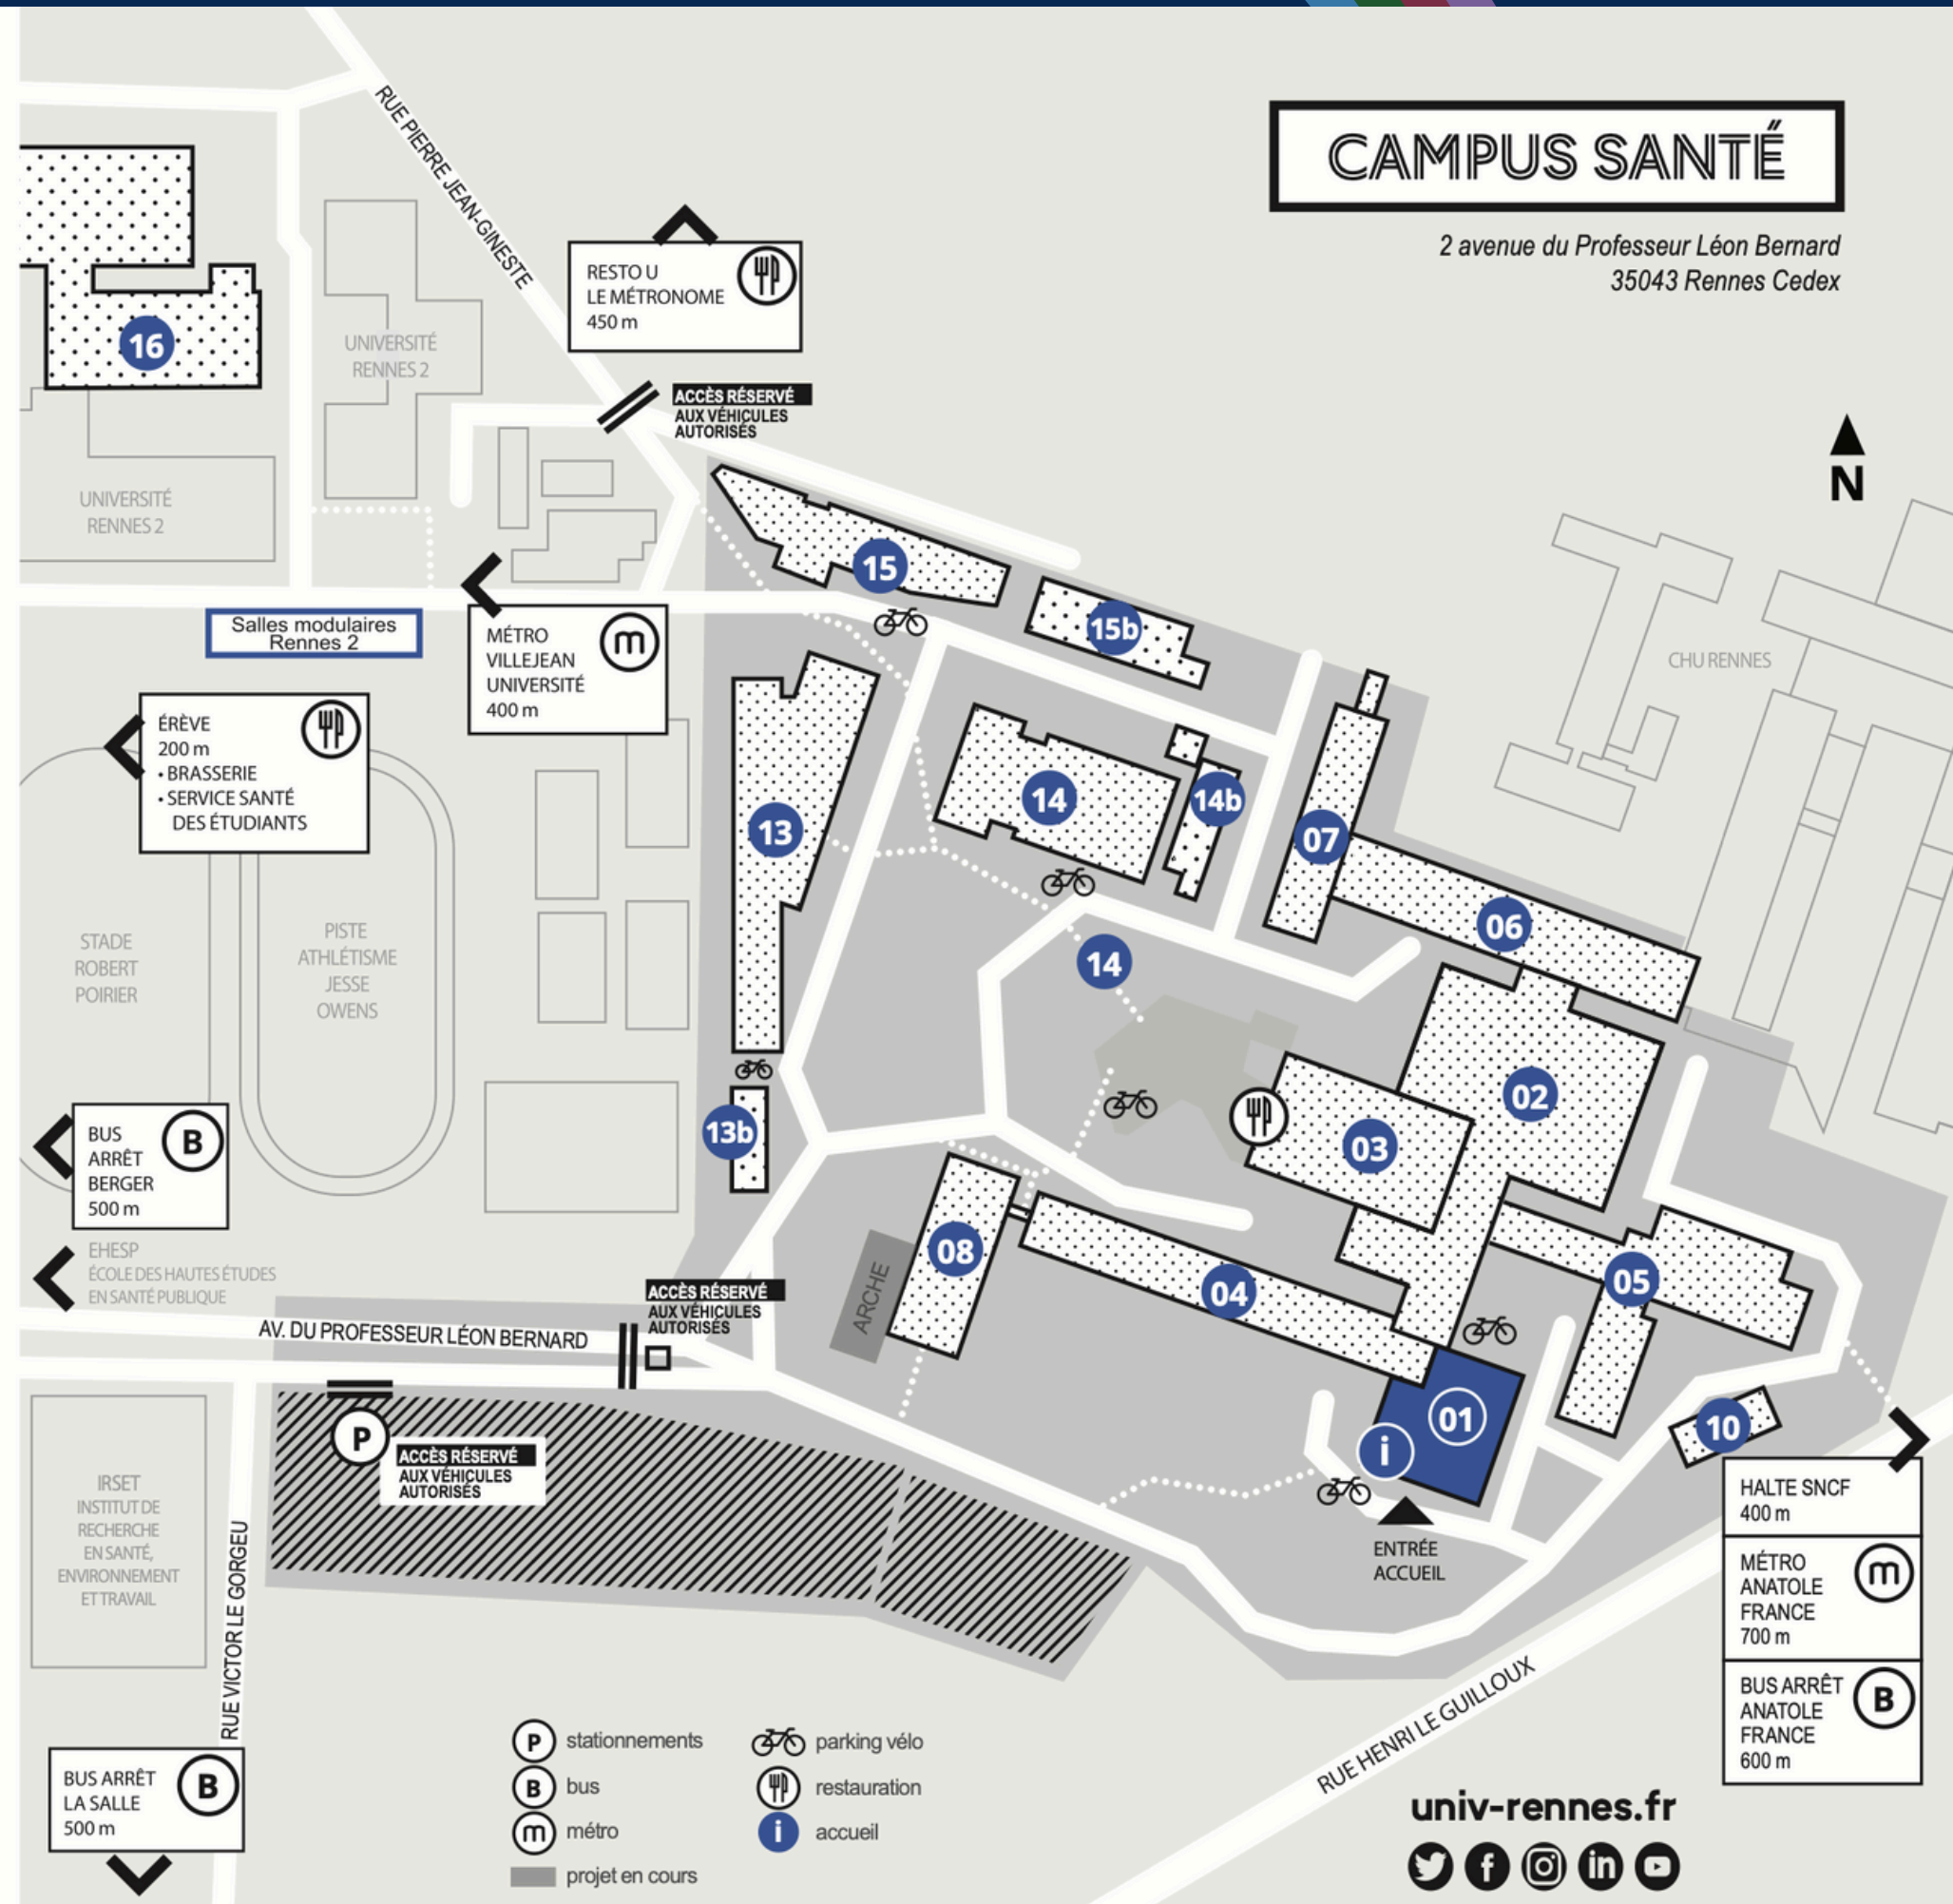 CAMPUS SANTÉ
2 avenue du Professeur Léon Bernard
35043 Rennes Cedex
RUE PIERRE JEAN-GINESTE
RESTO U
LE MÉTRONOME
450 m
16
UNIVERSITÉ
RENNES 2
ACCÈS RÉSERVÉ
AUX VÉHICULES
AUTORISÉS
N
UNIVERSITÉ
RENNES 2
15
15b
Salles modulaires
Rennes 2
MÉTRO
VILLEJEAN
UNIVERSITÉ
400 m
m
CHU RENNES
ÉRÈVE
200 m
• BRASSERIE
• SERVICE SANTÉ
DES ÉTUDIANTS
13
14
14b
07
06
14
STADE
ROBERT
POIRIER
PISTE
ATHLÉTISME
JESSE
OWENS
02
03
13b
BUS
ARRÊT
BERGER
500 m
B
EHESP
ÉCOLE DES HAUTES ÉTUDES
EN SANTÉ PUBLIQUE
08
ARCHE
04
05
ACCÈS RÉSERVÉ
AUX VÉHICULES
AUTORISÉS
AV. DU PROFESSEUR LÉON BERNARD
01
i
10
P
ACCÈS RÉSERVÉ
AUX VÉHICULES
AUTORISÉS
IRSET
INSTITUT DE
RECHERCHE
EN SANTÉ,
ENVIRONNEMENT
ET TRAVAIL
RUE VICTOR LE GORGEU
ENTRÉE
ACCUEIL
HALTE SNCF
400 m
MÉTRO
ANATOLE
FRANCE
700 m
m
BUS ARRÊT
ANATOLE
FRANCE
600 m
B
RUE HENRI LE GUILLOUX
BUS ARRÊT
LA SALLE
500 m
B
P stationnements
B bus
m métro
projet en cours
parking vélo
restauration
i accueil
univ-rennes.fr
f
in